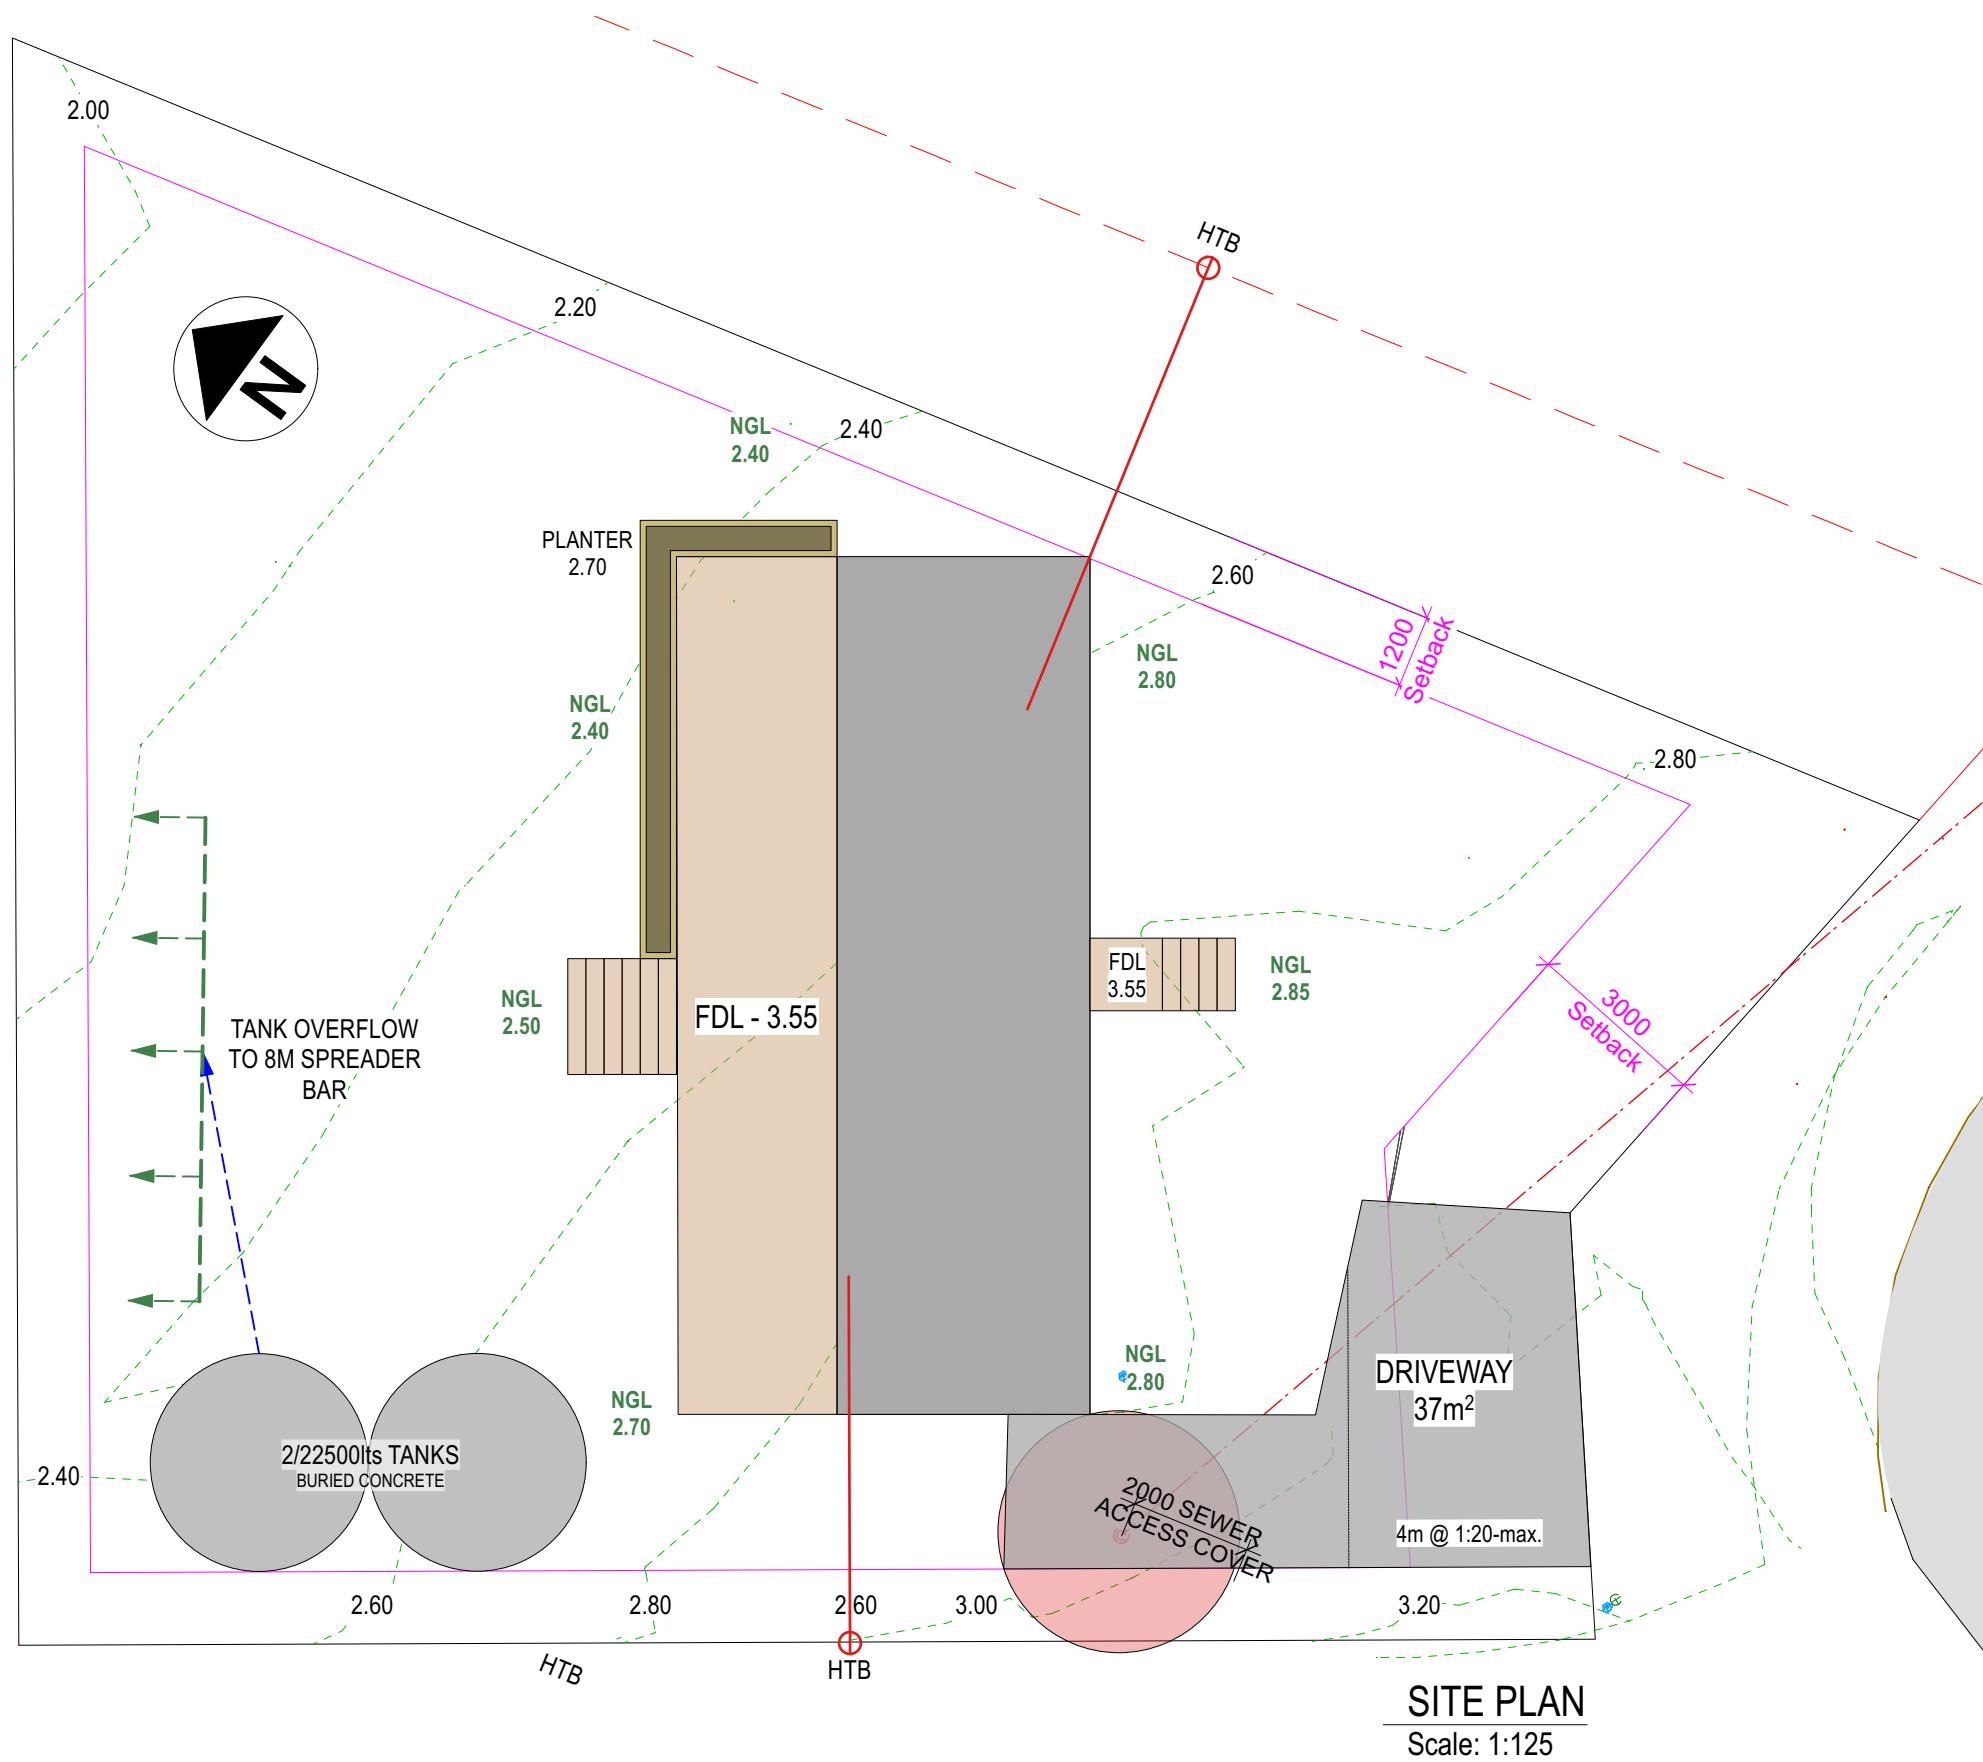 2.00
HTB
2.20
N
NGL
2.40
2.40
PLANTER
2.70
2.60
1200
Setback
NGL
2.80
NGL
2.40
2.80
FDL
3.55
NGL
2.85
NGL
2.50
FDL - 3.55
3000
Setback
TANK OVERFLOW
TO 8M SPREADER
BAR
NGL
2.80
DRIVEWAY
37m²
NGL
2.70
2/22500lts TANKS
BURIED CONCRETE
2.40
2000 SEWER
ACCESS COVER
4m @ 1:20-max.
2.60
2.80
2.60
3.00
3.20
HTB
HTB
SITE PLAN
Scale: 1:125